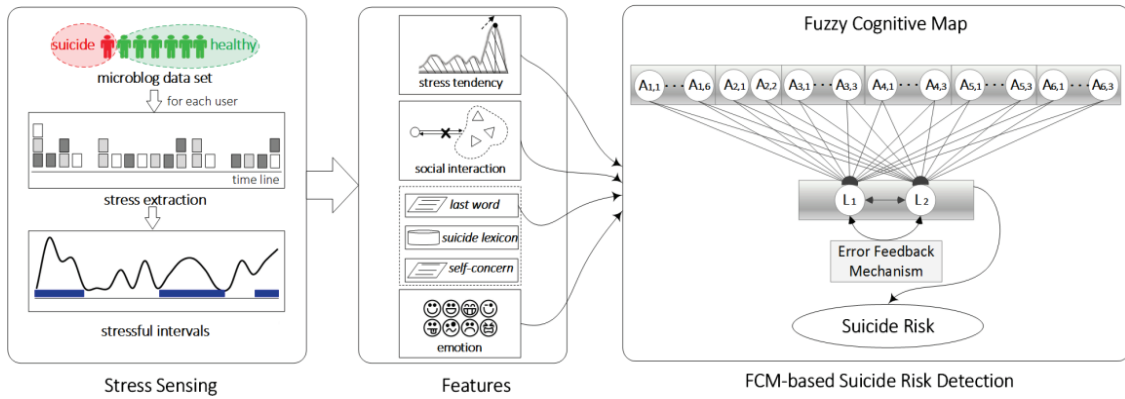 suicide
healthy
microblog data set
for each user
time line
stress extraction
stressful intervals
Stress Sensing
stress tendency
social interaction
last word
suicide lexicon
self-concern
emotion
Features
Fuzzy Cognitive Map
A1,1 ··· A1,6 A2,1 A2,2 A3,1 ··· A3,3 A4,1 ··· A4,3 A5,1 ··· A5,3 A6,1 ··· A6,3
L1 L2
Error Feedback
Mechanism
Suicide Risk
FCM-based Suicide Risk Detection